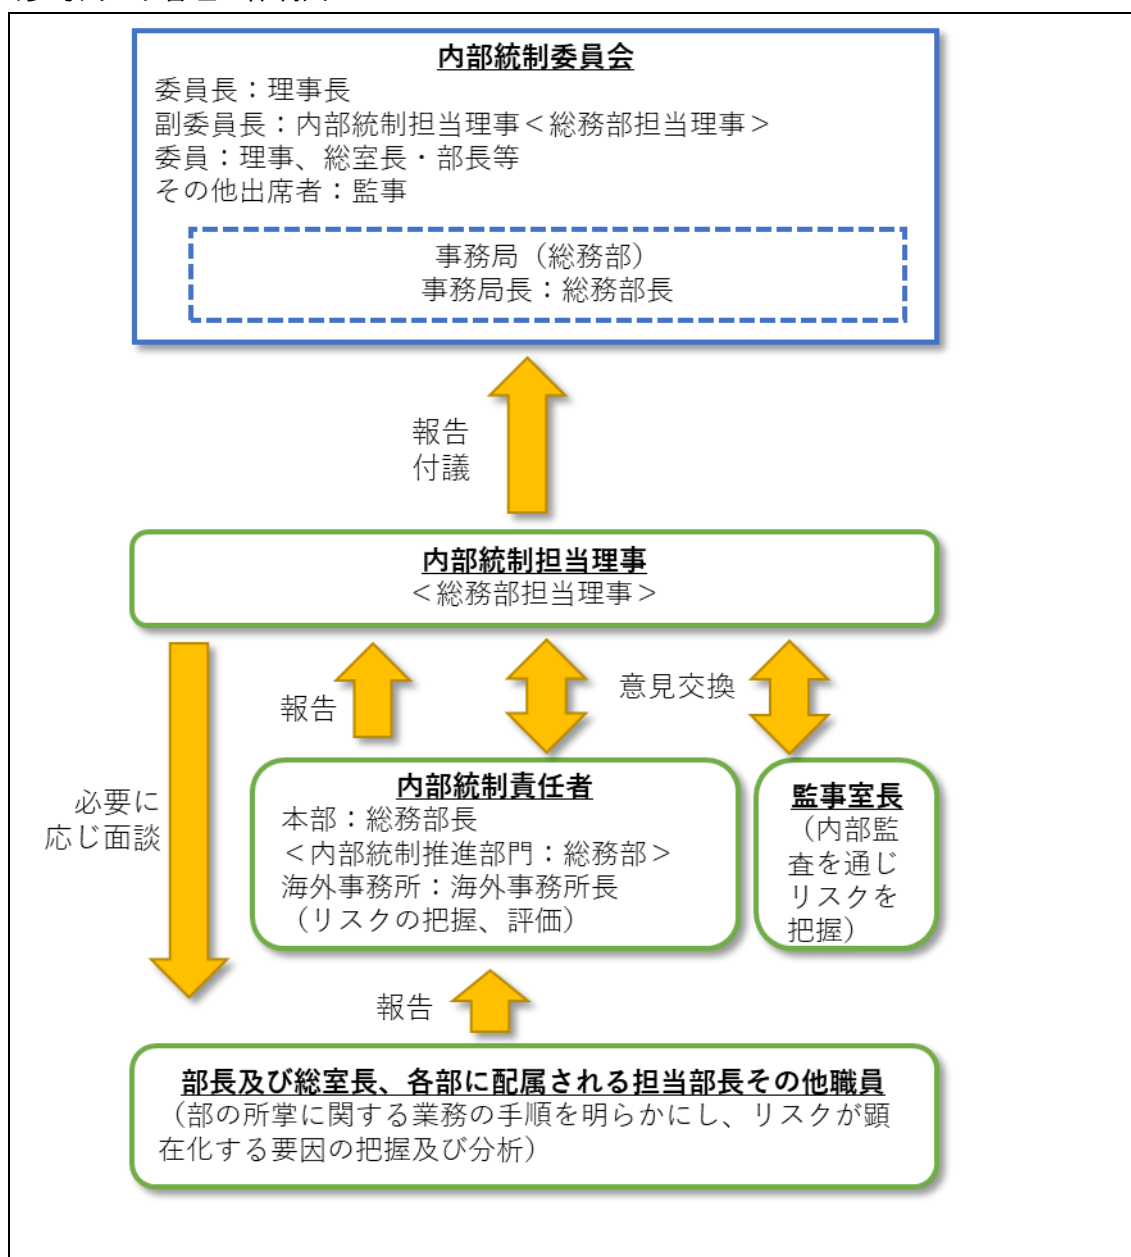 内部統制委員会
委員長：理事長
副委員長：内部統制担当理事＜総務部担当理事＞
委員：理事、総室長・部長等
その他出席者：監事
事務局（総務部）
事務局長：総務部長
報告
付議
内部統制担当理事
＜総務部担当理事＞
報告
意見交換
必要に
応じ面談
内部統制責任者
本部：総務部長
＜内部統制推進部門：総務部＞
海外事務所：海外事務所長
（リスクの把握、評価）
監事室長
（内部監
査を通じ
リスクを
把握）
報告
部長及び総室長、各部に配属される担当部長その他職員
（部の所掌に関する業務の手順を明らかにし、リスクが顕
在化する要因の把握及び分析）